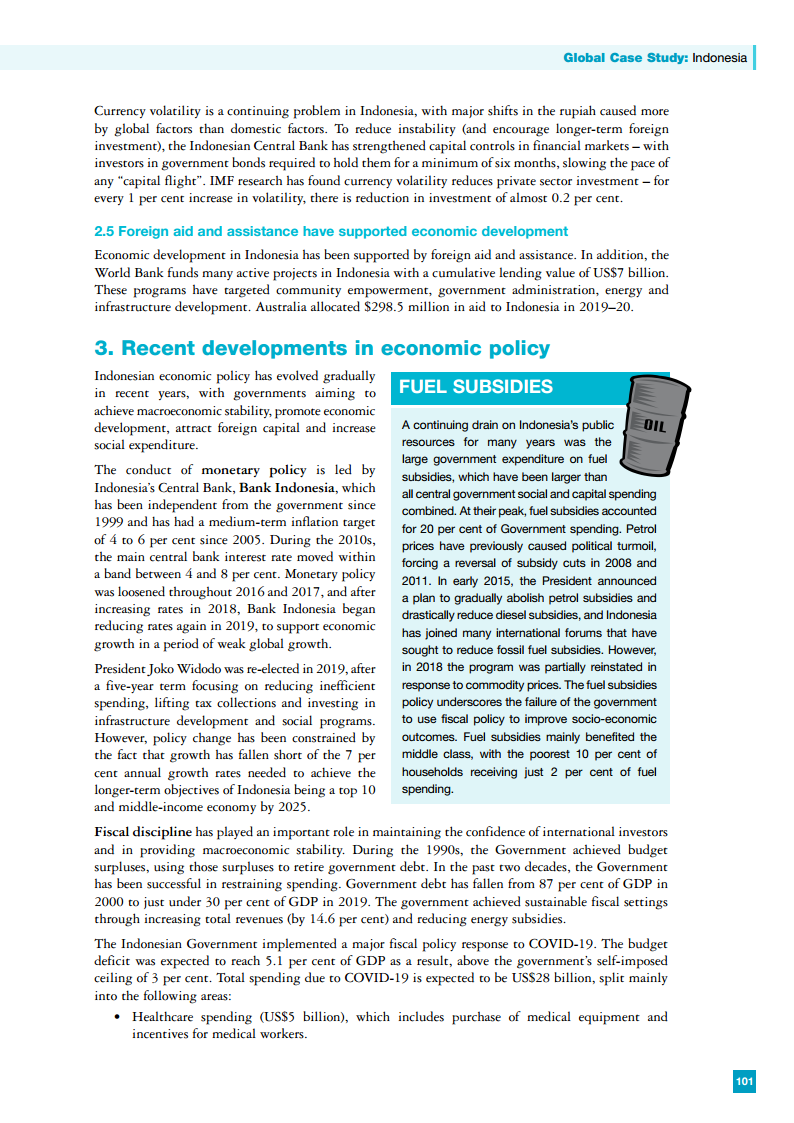 Global Case Study: Indonesia
Currency volatility is a continuing problem in Indonesia, with major shifts in the rupiah caused more
by global factors than domestic factors. To reduce instability (and encourage longer-term foreign
investment), the Indonesian Central Bank has strengthened capital controls in financial markets – with
investors in government bonds required to hold them for a minimum of six months, slowing the pace of
any “capital flight”. IMF research has found currency volatility reduces private sector investment – for
every 1 per cent increase in volatility, there is reduction in investment of almost 0.2 per cent.
2.5 Foreign aid and assistance have supported economic development
Economic development in Indonesia has been supported by foreign aid and assistance. In addition, the
World Bank funds many active projects in Indonesia with a cumulative lending value of US$7 billion.
These programs have targeted community empowerment, government administration, energy and
infrastructure development. Australia allocated $298.5 million in aid to Indonesia in 2019–20.
3. Recent developments in economic policy
Indonesian economic policy has evolved gradually
in recent years, with governments aiming to
achieve macroeconomic stability, promote economic
development, attract foreign capital and increase
social expenditure.
The conduct of monetary policy is led by
Indonesia’s Central Bank, Bank Indonesia, which
has been independent from the government since
1999 and has had a medium-term inflation target
of 4 to 6 per cent since 2005. During the 2010s,
the main central bank interest rate moved within
a band between 4 and 8 per cent. Monetary policy
was loosened throughout 2016 and 2017, and after
increasing rates in 2018, Bank Indonesia began
reducing rates again in 2019, to support economic
growth in a period of weak global growth.
President Joko Widodo was re-elected in 2019, after
a five-year term focusing on reducing inefficient
spending, lifting tax collections and investing in
infrastructure development and social programs.
However, policy change has been constrained by
the fact that growth has fallen short of the 7 per
cent annual growth rates needed to achieve the
longer-term objectives of Indonesia being a top 10
and middle-income economy by 2025.
FUEL SUBSIDIES
OIL
A continuing drain on Indonesia’s public
resources for many years was the
large government expenditure on fuel
subsidies, which have been larger than
all central government social and capital spending
combined. At their peak, fuel subsidies accounted
for 20 per cent of Government spending. Petrol
prices have previously caused political turmoil,
forcing a reversal of subsidy cuts in 2008 and
2011. In early 2015, the President announced
a plan to gradually abolish petrol subsidies and
drastically reduce diesel subsidies, and Indonesia
has joined many international forums that have
sought to reduce fossil fuel subsidies. However,
in 2018 the program was partially reinstated in
response to commodity prices. The fuel subsidies
policy underscores the failure of the government
to use fiscal policy to improve socio-economic
outcomes. Fuel subsidies mainly benefited the
middle class, with the poorest 10 per cent of
households receiving just 2 per cent of fuel
spending.
Fiscal discipline has played an important role in maintaining the confidence of international investors
and in providing macroeconomic stability. During the 1990s, the Government achieved budget
surpluses, using those surpluses to retire government debt. In the past two decades, the Government
has been successful in restraining spending. Government debt has fallen from 87 per cent of GDP in
2000 to just under 30 per cent of GDP in 2019. The government achieved sustainable fiscal settings
through increasing total revenues (by 14.6 per cent) and reducing energy subsidies.
The Indonesian Government implemented a major fiscal policy response to COVID-19. The budget
deficit was expected to reach 5.1 per cent of GDP as a result, above the government’s self-imposed
ceiling of 3 per cent. Total spending due to COVID-19 is expected to be US$28 billion, split mainly
into the following areas:
• Healthcare spending (US$5 billion), which includes purchase of medical equipment and
incentives for medical workers.
101